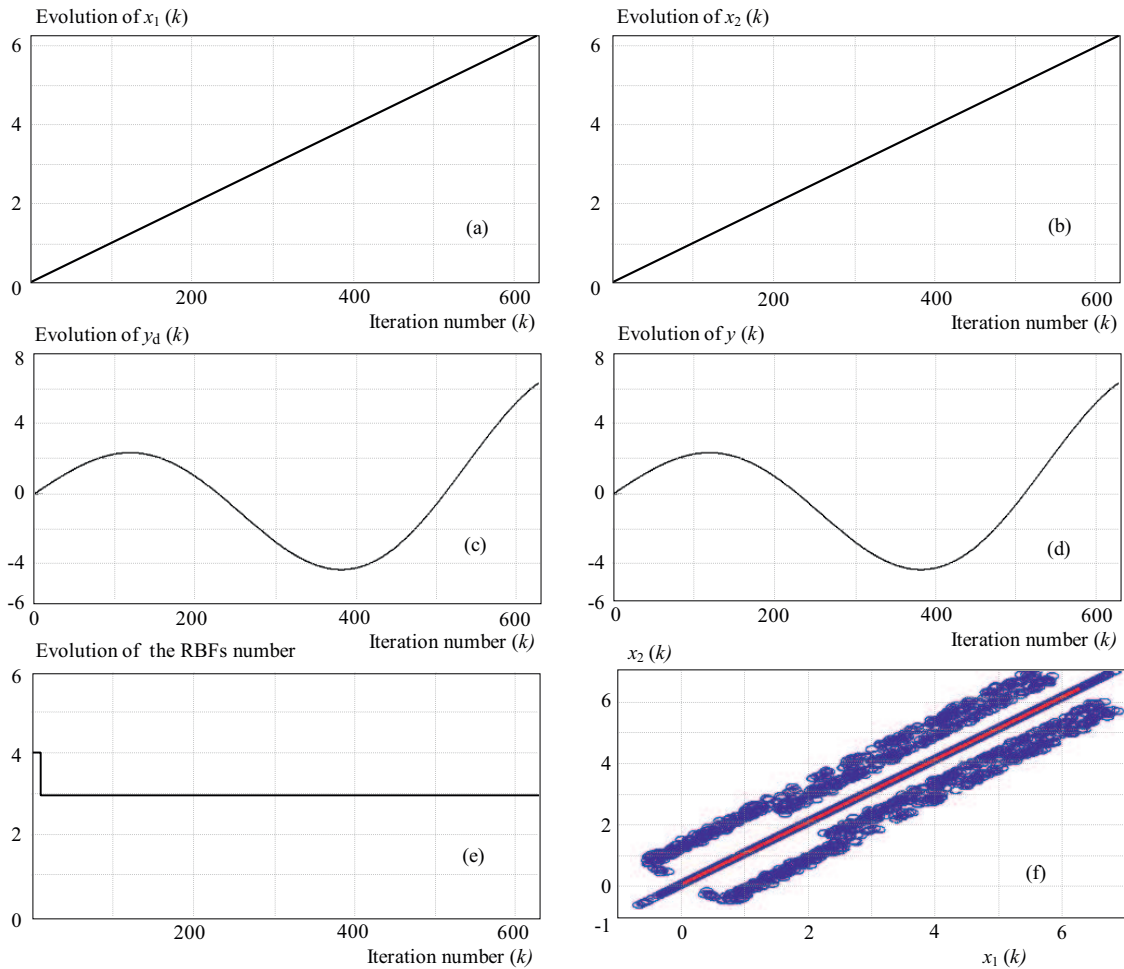 Evolution of x1 (k)
6
4
2
0
200
400
600
(a)
Iteration number (k)
Evolution of x2 (k)
6
4
2
0
200
400
600
(b)
Iteration number (k)
Evolution of yd (k)
8
4
0
-4
-6
0
200
400
600
(c)
Iteration number (k)
Evolution of y (k)
8
4
0
-4
-6
0
200
400
600
(d)
Iteration number (k)
Evolution of the RBFs number
6
4
2
0
200
400
600
(e)
Iteration number (k)
x2 (k)
6
4
2
0
-1
0
2
4
6
(f)
x1 (k)